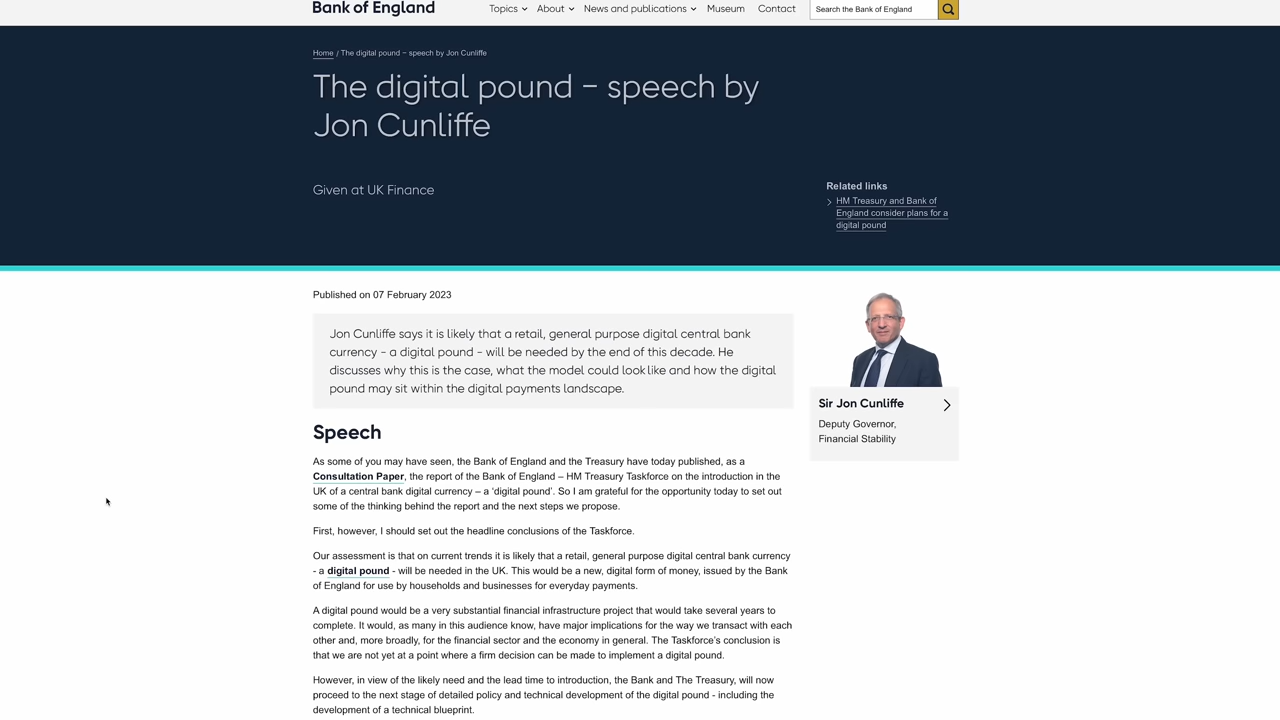 Bank of England
Topics
About
News and publications
Museum
Contact
Search the Bank of England
Home / The digital pound – speech by Jon Cunliffe
The digital pound – speech by
Jon Cunliffe
Given at UK Finance
Related links
HM Treasury and Bank of
England consider plans for a
digital pound
Published on 07 February 2023
Jon Cunliffe says it is likely that a retail, general purpose digital central bank
currency - a digital pound - will be needed by the end of this decade. He
discusses why this is the case, what the model could look like and how the digital
pound may sit within the digital payments landscape.
Sir Jon Cunliffe
Deputy Governor,
Financial Stability
Speech
As some of you may have seen, the Bank of England and the Treasury have today published, as a
Consultation Paper, the report of the Bank of England – HM Treasury Taskforce on the introduction in the
UK of a central bank digital currency – a ‘digital pound’. So I am grateful for the opportunity today to set out
some of the thinking behind the report and the next steps we propose.
First, however, I should set out the headline conclusions of the Taskforce.
Our assessment is that on current trends it is likely that a retail, general purpose digital central bank currency
- a digital pound - will be needed in the UK. This would be a new, digital form of money, issued by the Bank
of England for use by households and businesses for everyday payments.
A digital pound would be a very substantial financial infrastructure project that would take several years to
complete. It would, as many in this audience know, have major implications for the way we transact with each
other and, more broadly, for the financial sector and the economy in general. The Taskforce’s conclusion is
that we are not yet at a point where a firm decision can be made to implement a digital pound.
However, in view of the likely need and the lead time to introduction, the Bank and The Treasury, will now
proceed to the next stage of detailed policy and technical development of the digital pound - including the
development of a technical blueprint.